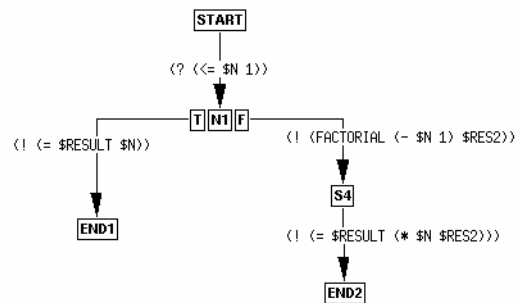 START
(? (<= $N 1))
T N1 F
(! (= $RESULT $N))
(! (FACTORIAL (- $N 1) $RES2))
S4
END1
(! (= $RESULT (* $N $RES2)))
END2